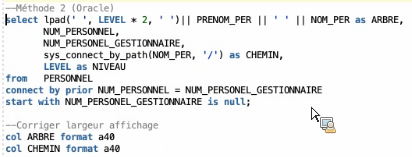 --Méthode 2 (Oracle)
select lpad(' ', LEVEL * 2, ' ')|| PRENOM_PER || ' ' || NOM_PER as ARBRE,
NUM_PERSONNEL,
NUM_PERSONEL_GESTIONNAIRE,
sys_connect_by_path(NOM_PER, '/') as CHEMIN,
LEVEL as NIVEAU
from PERSONNEL
connect by prior NUM_PERSONNEL = NUM_PERSONEL_GESTIONNAIRE
start with NUM_PERSONEL_GESTIONNAIRE is null;
--Corriger largeur affichage
col ARBRE format a40
col CHEMIN format a40